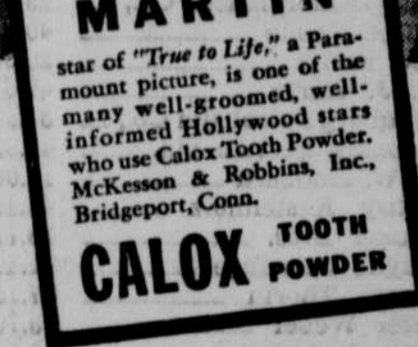 MARTIN
star of "True to Life," a Para-
mount picture, is one of the
many well-groomed, well-
informed Hollywood stars
who use Calox Tooth Powder.
McKesson & Robbins, Inc.,
Bridgeport, Conn.
CALOX TOOTH
POWDER